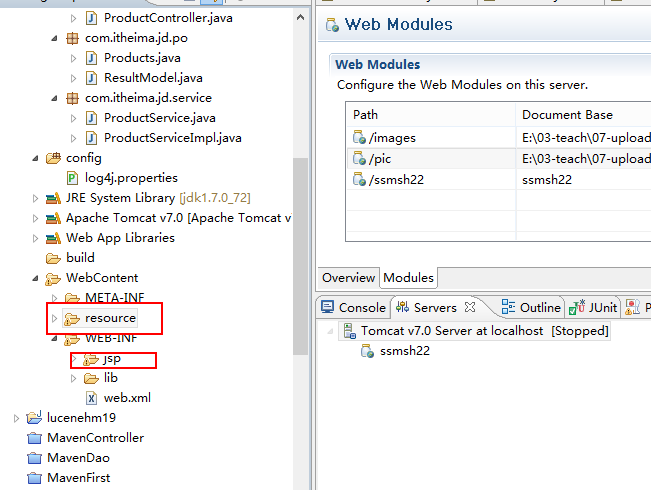 ProductController.java
com.itheima.jd.po
Products.java
ResultModel.java
com.itheima.jd.service
ProductService.java
ProductServiceImpl.java
config
log4j.properties
JRE System Library [jdk1.7.0_72]
Apache Tomcat v7.0 [Apache Tomcat v
Web App Libraries
build
WebContent
META-INF
resource
WEB-INF
jsp
lib
web.xml
lucenehm19
MavenController
MavenDao
MavenFirst
Web Modules
Web Modules
Configure the Web Modules on this server.
Path Document Base
/images E:\03-teach\07-upload
/pic E:\03-teach\07-upload
/ssmsh22 ssmsh22
Overview Modules
Console Servers Outline JUnit P
Tomcat v7.0 Server at localhost [Stopped]
ssmsh22